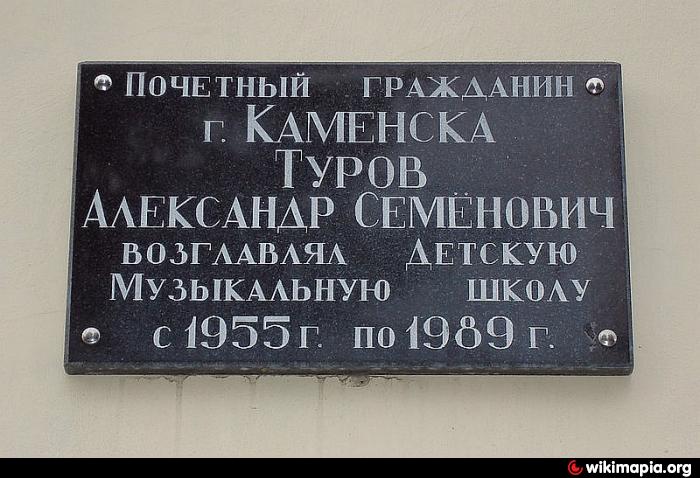 Почетный гражданин
г. Каменска
Туров
Александр Семёнович
возглавлял детскую
Музыкальную школу
с 1955 г. по 1989 г.
wikimapia.org